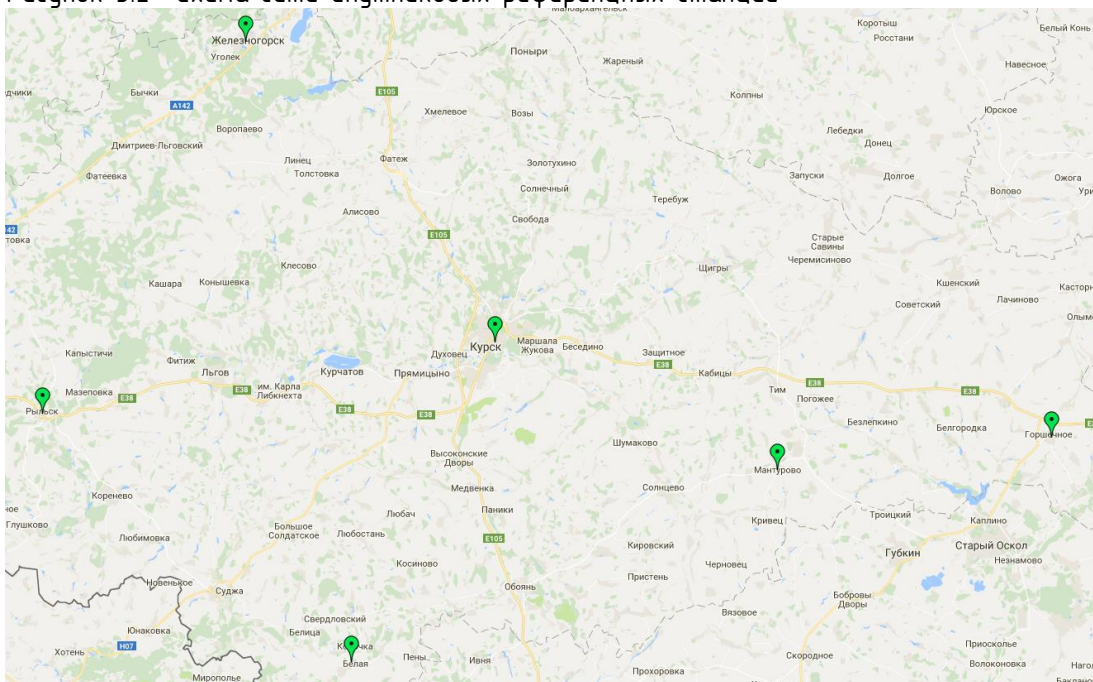 Малоархангельск
Коротыш
Росстани
Белый Конь
Железногорск
Уголек
Поныри
Жареный
Навесное
Бычки
E105
A142
Колпны
Хмелевое
Возы
Юрское
Воропаево
Лебедки
Донец
Дмитриев-Льговский
Линец
Фатеж
Золотухино
Толстовка
Фатеевка
Солнечный
Запуски
Долгое
Ожога
Волово
Теребуж
Алисово
Свобода
E105
Старые
Савины
Черемисиново
Клесово
Щигры
Кашара
Конышевка
Кшенский
Советский
Лачиново
Курск
Маршала
Жукова
Беседино
Защитное
Духовец
Капыстичи
Фитиж
Льгов
Курчатов
Прямицыно
E38
Кабицы
E38
Тим
E38
Погожее
Мазеповка
E38
E38
им. Карла
Либкнехта
E38
E38
Рыльск
Безлепкино
Белгородка
Горшечное
Шумаково
Высоконские
Дворы
Мантурово
Солнцево
Медвенка
Коренево
Паники
Любач
Глушково
Большое
Солдатское
Любостань
Любимовка
E105
Кривец
Троицкий
Каплино
Кировский
Губкин
Старый Оскол
Незнамово
Косиново
Черновец
Новенькое
Суджа
Обоянь
Пристень
Бобровы
Дворы
Вязовое
Свердловский
Белица
Юнаковка
H07
Хотень
Белая
Пены
Ивня
Скородное
Приосколье
Волоконовка
Прохоровка
Мирополье